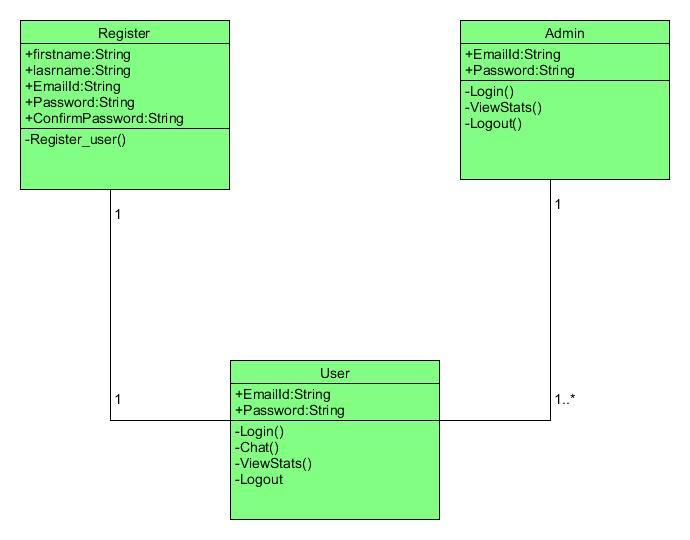 Register
+firstname:String
+lasrname:String
+EmailId:String
+Password:String
+ConfirmPassword:String
-Register_user()
Admin
+EmailId:String
+Password:String
-Login()
-ViewStats()
-Logout()
1
1
1
1..*
User
+EmailId:String
+Password:String
-Login()
-Chat()
-ViewStats()
-Logout